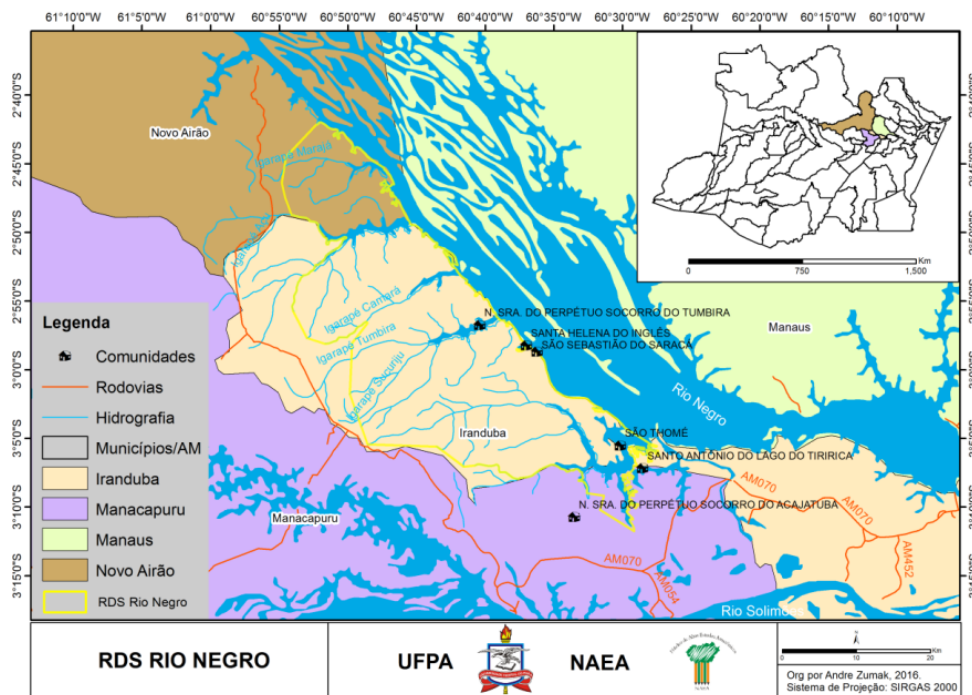 61°10'0"O 61°0'0"O 60°55'0"O 60°50'0"O 60°45'0"O 60°40'0"O 60°35'0"O 60°30'0"O 60°25'0"O 60°20'0"O 60°15'0"O 60°10'0"O
2°40'0"S
2°45'0"S
2°50'0"S
2°55'0"S
3°0'0"S
3°5'0"S
3°10'0"S
3°15'0"S
Novo Airão
Igarapé Marajá
Igarapé
Igarapé Camará
Igarapé Tumbira
Igarapé Sucuriju
0 750 1,500
Km
N. SRA. DO PERPÉTUO SOCORRO DO TUMBIRA
SANTA HELENA DO INGLÊS
SÃO SEBASTIÃO DO SARACÁ
Manaus
Rio Negro
Iranduba
SÃO THOMÉ
SANTO ANTÔNIO DO LAGO DO TIRIRICA
N. SRA. DO PERPÉTUO SOCORRO DO ACAJATUBA
Manacapuru
AM070
AM070
AM070
AM054
AM452
Rio Solimões
Legenda
Comunidades
Rodovias
Hidrografia
Municípios/AM
Iranduba
Manacapuru
Manaus
Novo Airão
RDS Rio Negro
RDS RIO NEGRO
UFPA
NAEA
N
0 10 20
Km
Org por Andre Zumak, 2016.
Sistema de Projeção: SIRGAS 2000